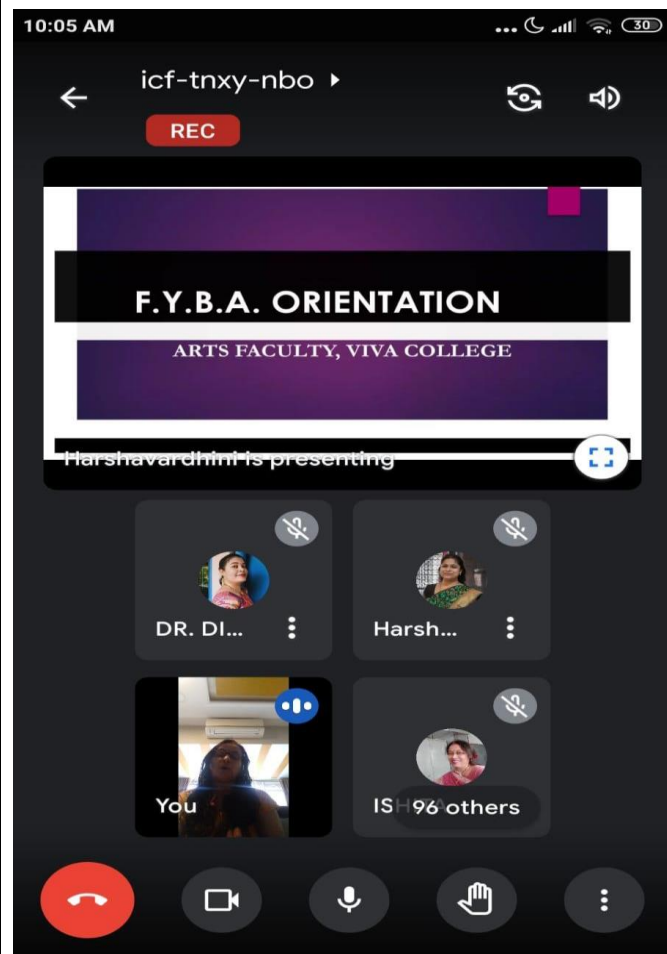 10:05 AM
30
icf-tnxy-nbo
REC
F.Y.B.A. ORIENTATION
ARTS FACULTY, VIVA COLLEGE
Harshavardhini is presenting
DR. DI...
Harsh...
You
96 others